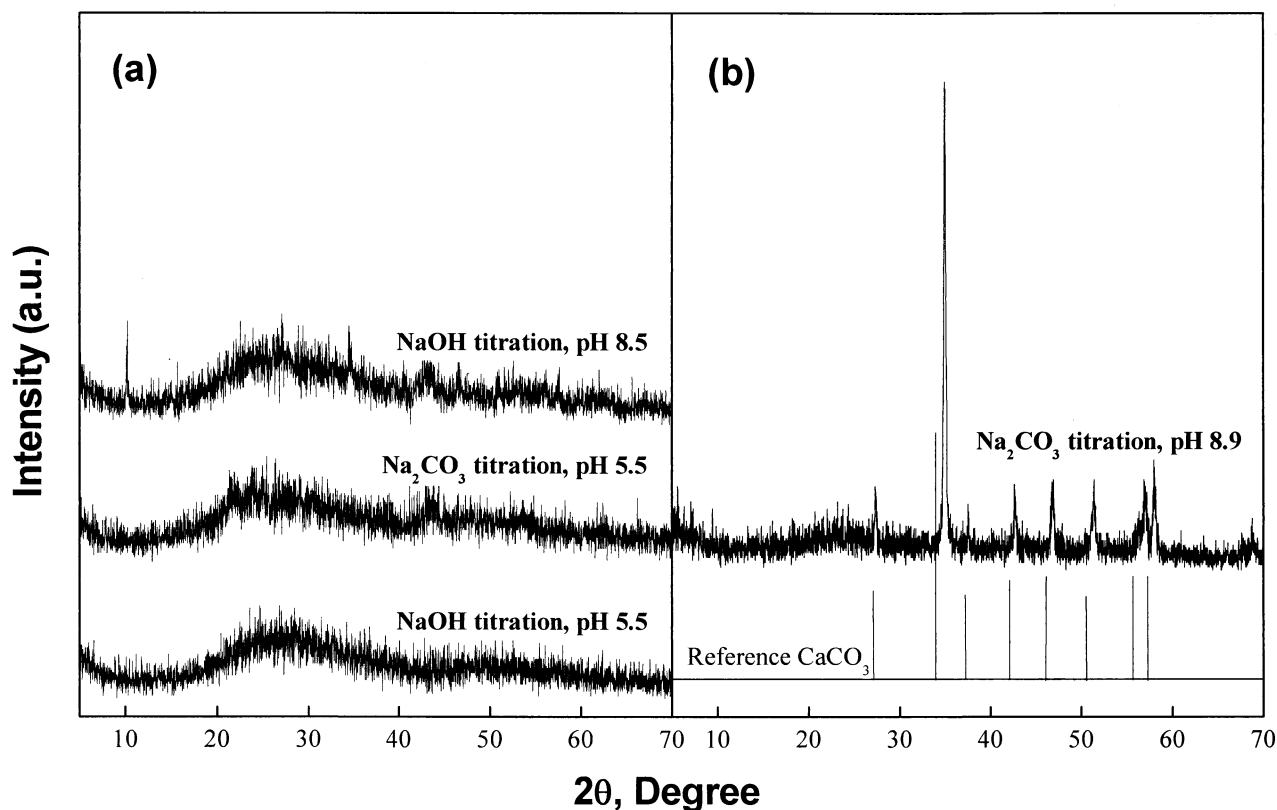 (a)
(b)
NaOH titration, pH 8.5
Na₂CO₃ titration, pH 5.5
NaOH titration, pH 5.5
Na₂CO₃ titration, pH 8.9
Reference CaCO₃
Intensity (a.u.)
10 20 30 40 50 60 70 10 20 30 40 50 60 70
2θ, Degree